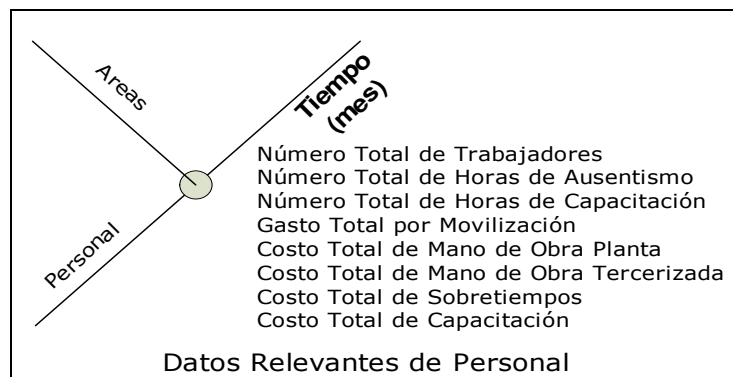 Areas
Tiempo
(mes)
Personal
Número Total de Trabajadores
Número Total de Horas de Ausentismo
Número Total de Horas de Capacitación
Gasto Total por Movilización
Costo Total de Mano de Obra Planta
Costo Total de Mano de Obra Tercerizada
Costo Total de Sobretiempos
Costo Total de Capacitación
Datos Relevantes de Personal